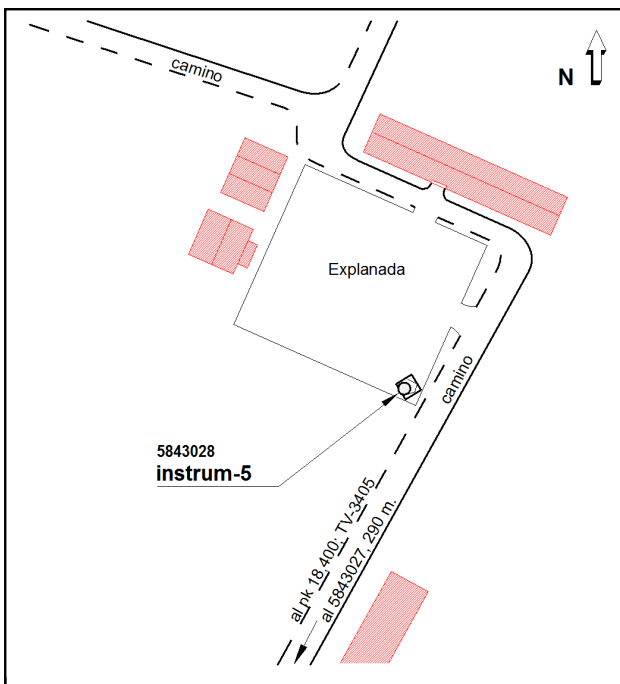 camino
N
Explanada
camino
5843028
instrum-5
al pk 18,400; TV-3405
al 5843027, 290 m.